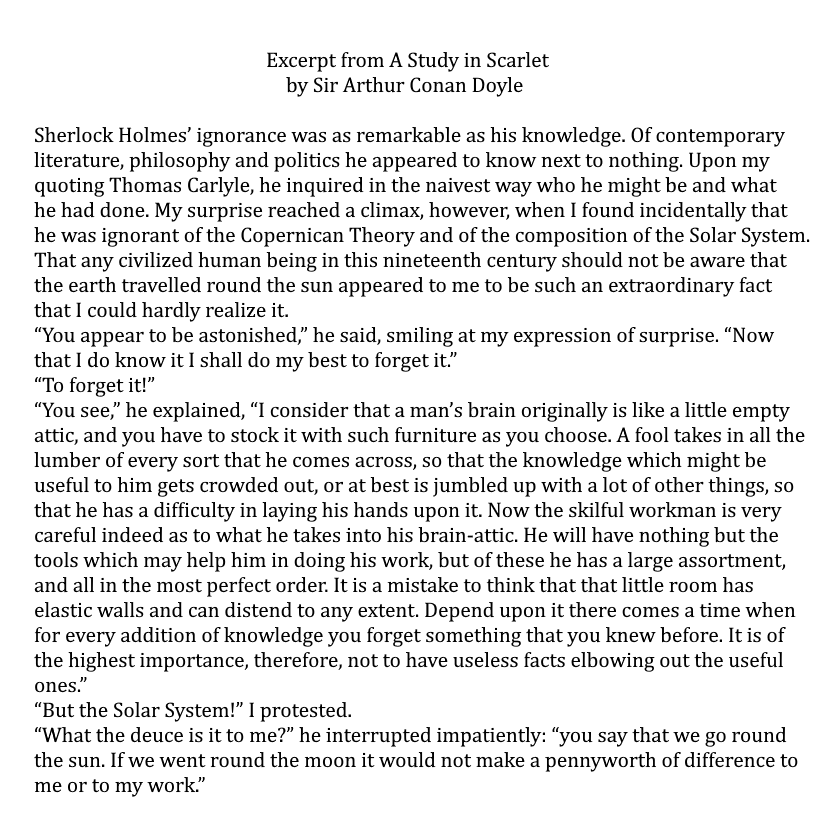 Excerpt from A Study in Scarlet
by Sir Arthur Conan Doyle
Sherlock Holmes’ ignorance was as remarkable as his knowledge. Of contemporary
literature, philosophy and politics he appeared to know next to nothing. Upon my
quoting Thomas Carlyle, he inquired in the naivest way who he might be and what
he had done. My surprise reached a climax, however, when I found incidentally that
he was ignorant of the Copernican Theory and of the composition of the Solar System.
That any civilized human being in this nineteenth century should not be aware that
the earth travelled round the sun appeared to me to be such an extraordinary fact
that I could hardly realize it.
“You appear to be astonished,” he said, smiling at my expression of surprise. “Now
that I do know it I shall do my best to forget it.”
“To forget it!”
“You see,” he explained, “I consider that a man’s brain originally is like a little empty
attic, and you have to stock it with such furniture as you choose. A fool takes in all the
lumber of every sort that he comes across, so that the knowledge which might be
useful to him gets crowded out, or at best is jumbled up with a lot of other things, so
that he has a difficulty in laying his hands upon it. Now the skilful workman is very
careful indeed as to what he takes into his brain-attic. He will have nothing but the
tools which may help him in doing his work, but of these he has a large assortment,
and all in the most perfect order. It is a mistake to think that that little room has
elastic walls and can distend to any extent. Depend upon it there comes a time when
for every addition of knowledge you forget something that you knew before. It is of
the highest importance, therefore, not to have useless facts elbowing out the useful
ones.”
“But the Solar System!” I protested.
“What the deuce is it to me?” he interrupted impatiently: “you say that we go round
the sun. If we went round the moon it would not make a pennyworth of difference to
me or to my work.”